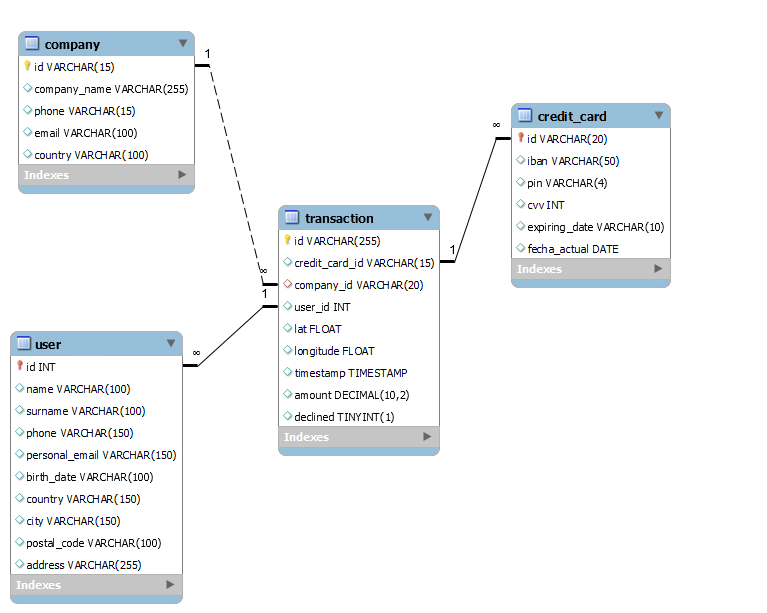 company
id VARCHAR(15)
company_name VARCHAR(255)
phone VARCHAR(15)
email VARCHAR(100)
country VARCHAR(100)
Indexes
1
∞
transaction
id VARCHAR(255)
credit_card_id VARCHAR(15)
company_id VARCHAR(20)
user_id INT
lat FLOAT
longitude FLOAT
timestamp TIMESTAMP
amount DECIMAL(10,2)
declined TINYINT(1)
Indexes
1
∞
credit_card
id VARCHAR(20)
iban VARCHAR(50)
pin VARCHAR(4)
cvv INT
expiring_date VARCHAR(10)
fecha_actual DATE
Indexes
1
∞
user
id INT
name VARCHAR(100)
surname VARCHAR(100)
phone VARCHAR(150)
personal_email VARCHAR(150)
birth_date VARCHAR(100)
country VARCHAR(150)
city VARCHAR(150)
postal_code VARCHAR(100)
address VARCHAR(255)
Indexes